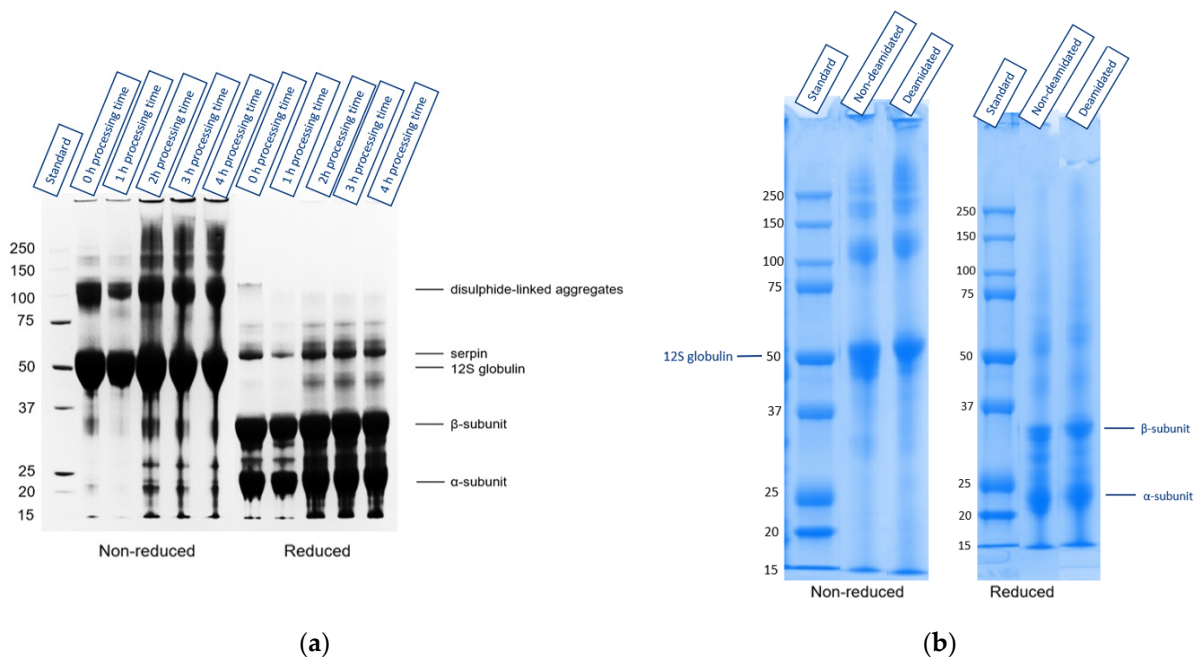 Standard
0 h processing time
1 h processing time
2h processing time
3 h processing time
4 h processing time
0 h processing time
1 h processing time
2h processing time
3 h processing time
4 h processing time
250
150
100
75
50
37
25
20
15
disulphide-linked aggregates
serpin
12S globulin
β-subunit
α-subunit
Non-reduced
Reduced
(a)
Standard
Non-deamidated
Deamidated
250
150
100
75
12S globulin
50
37
25
20
15
Non-reduced
Standard
Non-deamidated
Deamidated
250
150
100
75
50
37
25
20
15
β-subunit
α-subunit
Reduced
(b)